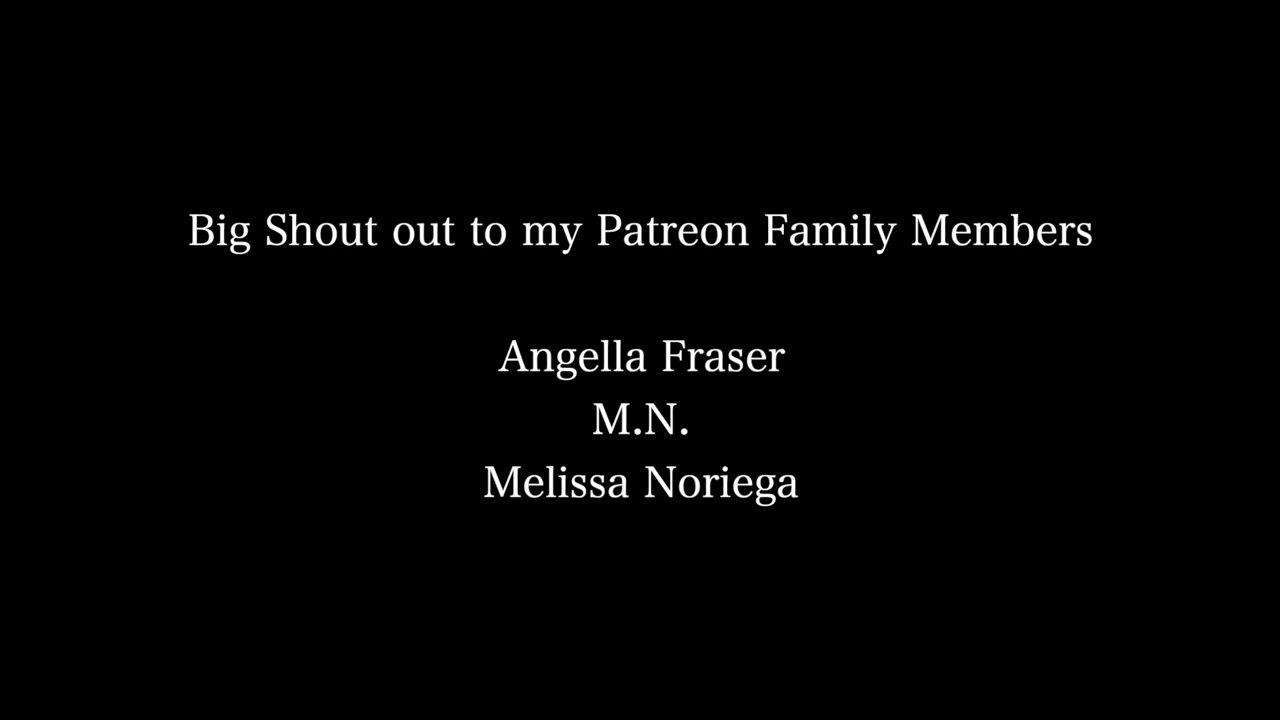 Big Shout out to my Patreon Family Members
Angella Fraser
M.N.
Melissa Noriega